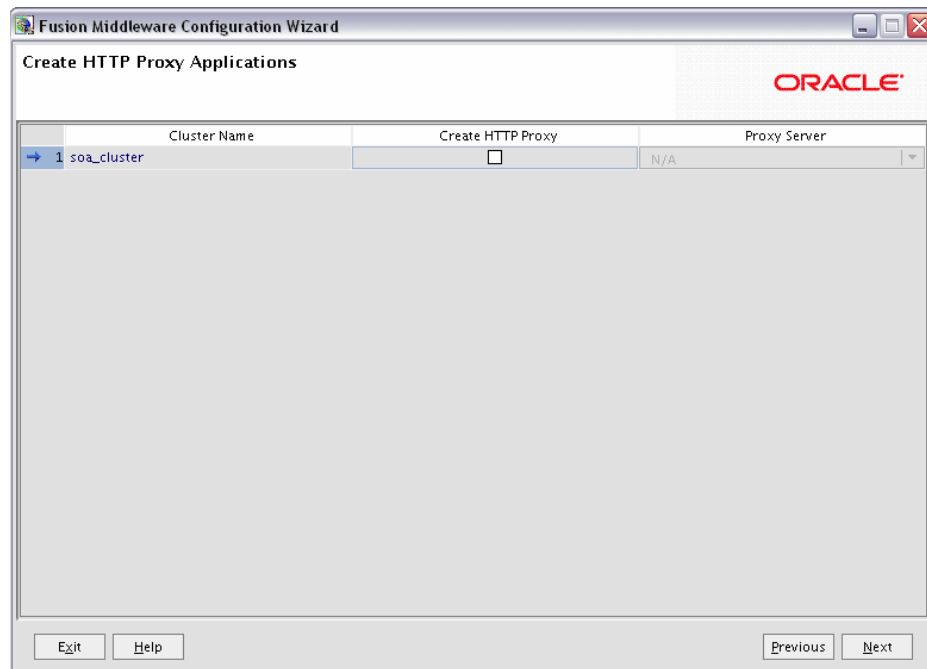 Fusion Middleware Configuration Wizard
Create HTTP Proxy Applications
ORACLE
Cluster Name Create HTTP Proxy Proxy Server
1 soa_cluster N/A
Exit Help Previous Next